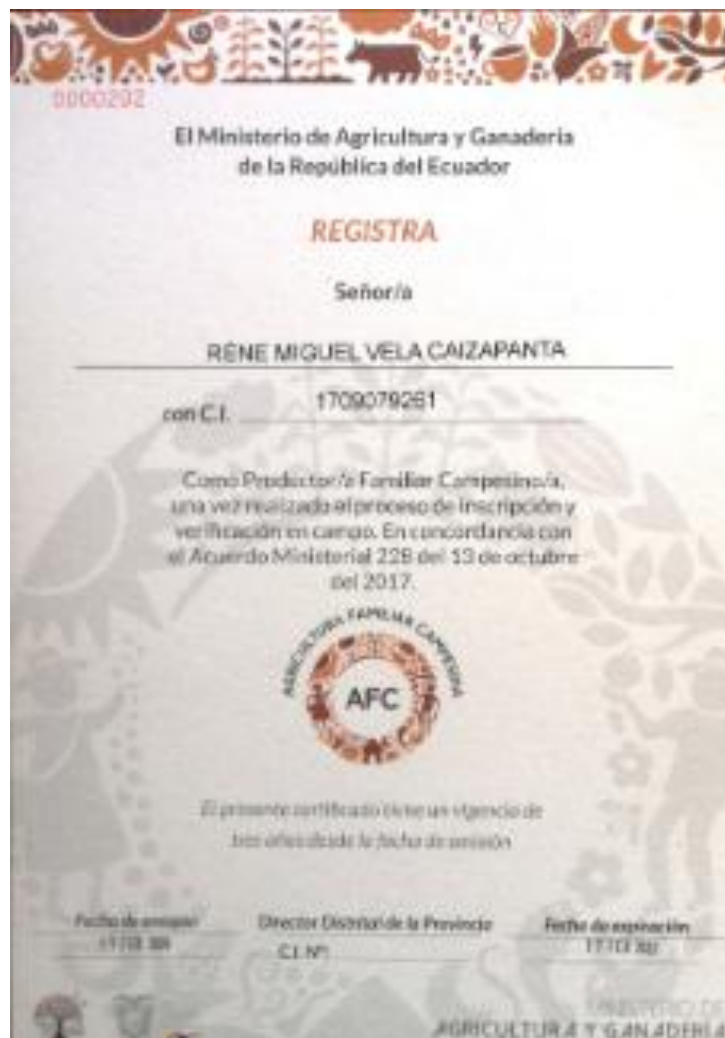 0000292
El Ministerio de Agricultura y Ganadería
de la República del Ecuador
REGISTRA
Señor/a
RENE MIGUEL VELA CAIZAPANTA
con C.I. 1709079261
Como Productor/a Familiar Campesino/a,
una vez realizado el proceso de inscripción y
verificación en campo. En concordancia con
el Acuerdo Ministerial 228 del 13 de octubre
del 2017.
AGRICULTURA FAMILIAR CAMPESINA
AFC
El presente certificado tiene un vigencia de
tres años desde la fecha de emisión
Fecha de emisión
Director Distrital de la Provincia
C.I. Nº:
Fecha de expiración
MINISTERIO DE
AGRICULTURA Y GANADERÍA